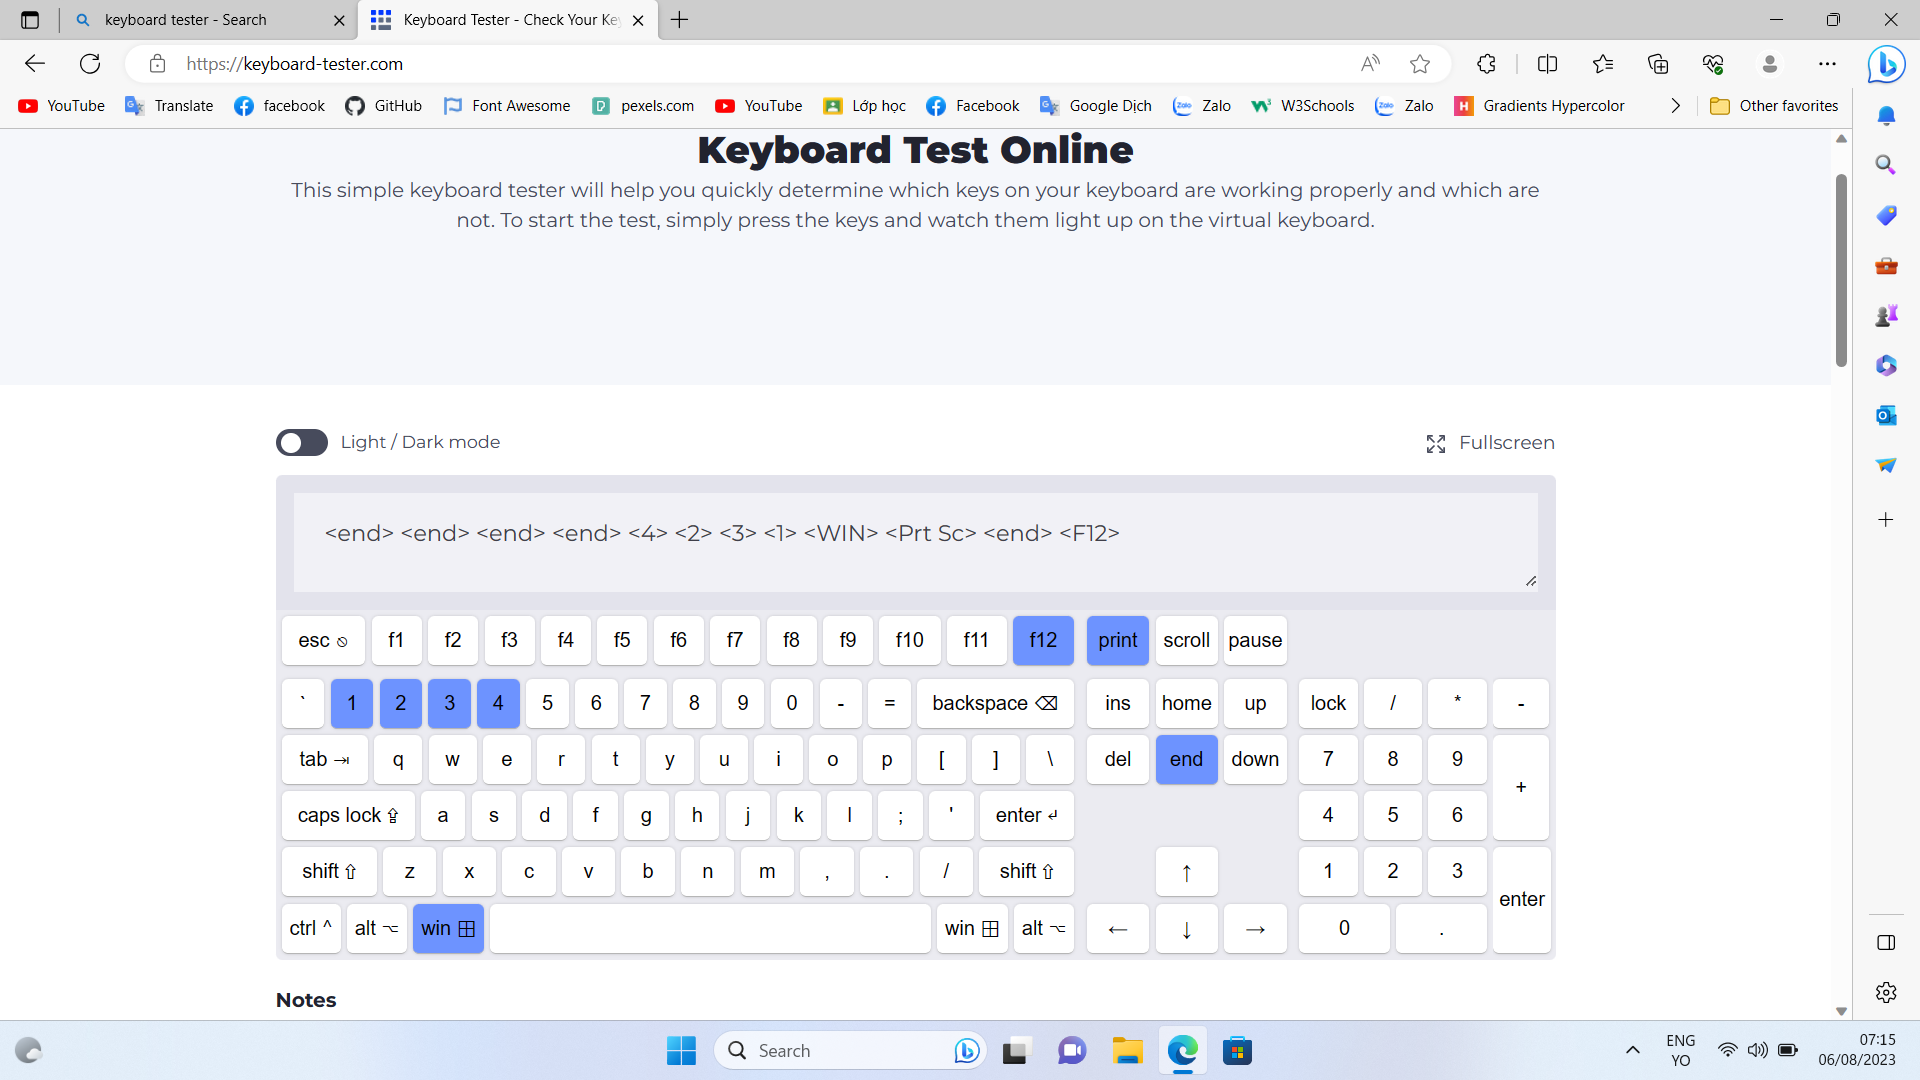 keyboard tester - Search
Keyboard Tester - Check Your Ke
https://keyboard-tester.com
YouTube Translate facebook GitHub Font Awesome pexels.com YouTube Lớp học Facebook Google Dịch Zalo W3Schools Zalo Gradients Hypercolor Other favorites
Keyboard Test Online
This simple keyboard tester will help you quickly determine which keys on your keyboard are working properly and which are
not. To start the test, simply press the keys and watch them light up on the virtual keyboard.
Light / Dark mode
Fullscreen
<end> <end> <end> <end> <4> <2> <3> <1> <WIN> <Prt Sc> <end> <F12>
esc f1 f2 f3 f4 f5 f6 f7 f8 f9 f10 f11 f12 print scroll pause
` 1 2 3 4 5 6 7 8 9 0 - = backspace ⌫ ins home up lock / * -
tab ⇥ q w e r t y u i o p [ ] \ del end down 7 8 9 +
caps lock ⇪ a s d f g h j k l ; ' enter ↵ 4 5 6
shift ⇧ z x c v b n m , . / shift ⇧ ↑ 1 2 3 enter
ctrl ^ alt ⌥ win ⊞ win ⊞ alt ⌥ ← ↓ → 0 .
Notes
Search
ENG
YO
07:15
06/08/2023